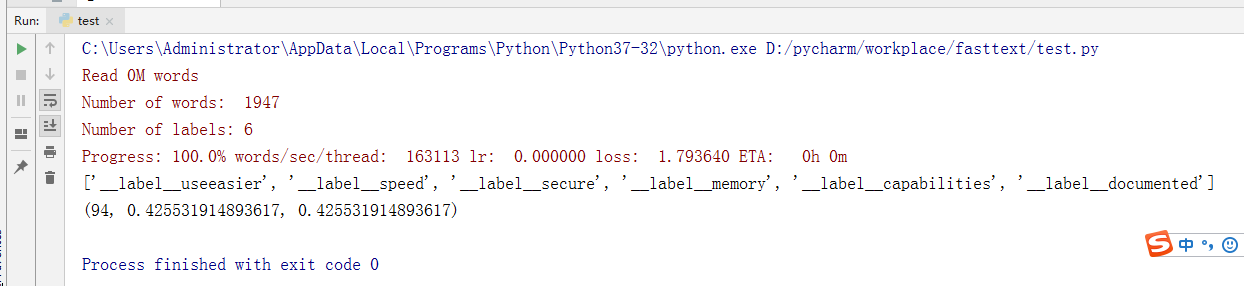 Run: test ×
C:\Users\Administrator\AppData\Local\Programs\Python\Python37-32\python.exe D:/pycharm/workplace/fasttext/test.py
Read 0M words
Number of words:  1947
Number of labels: 6
Progress: 100.0% words/sec/thread:  163113 lr:  0.000000 loss:  1.793640 ETA:   0h 0m
['__label__useeasier', '__label__speed', '__label__secure', '__label__memory', '__label__capabilities', '__label__documented']
(94, 0.425531914893617, 0.425531914893617)
S 中 °,
Process finished with exit code 0